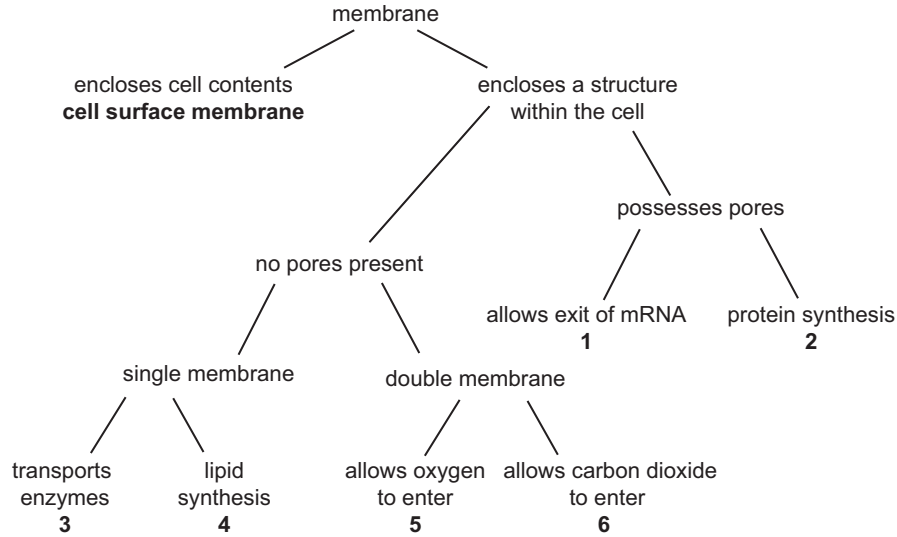 membrane
encloses cell contents
cell surface membrane
encloses a structure
within the cell
possesses pores
no pores present
allows exit of mRNA
1
protein synthesis
2
single membrane
double membrane
transports
enzymes
3
lipid
synthesis
4
allows oxygen
to enter
5
allows carbon dioxide
to enter
6